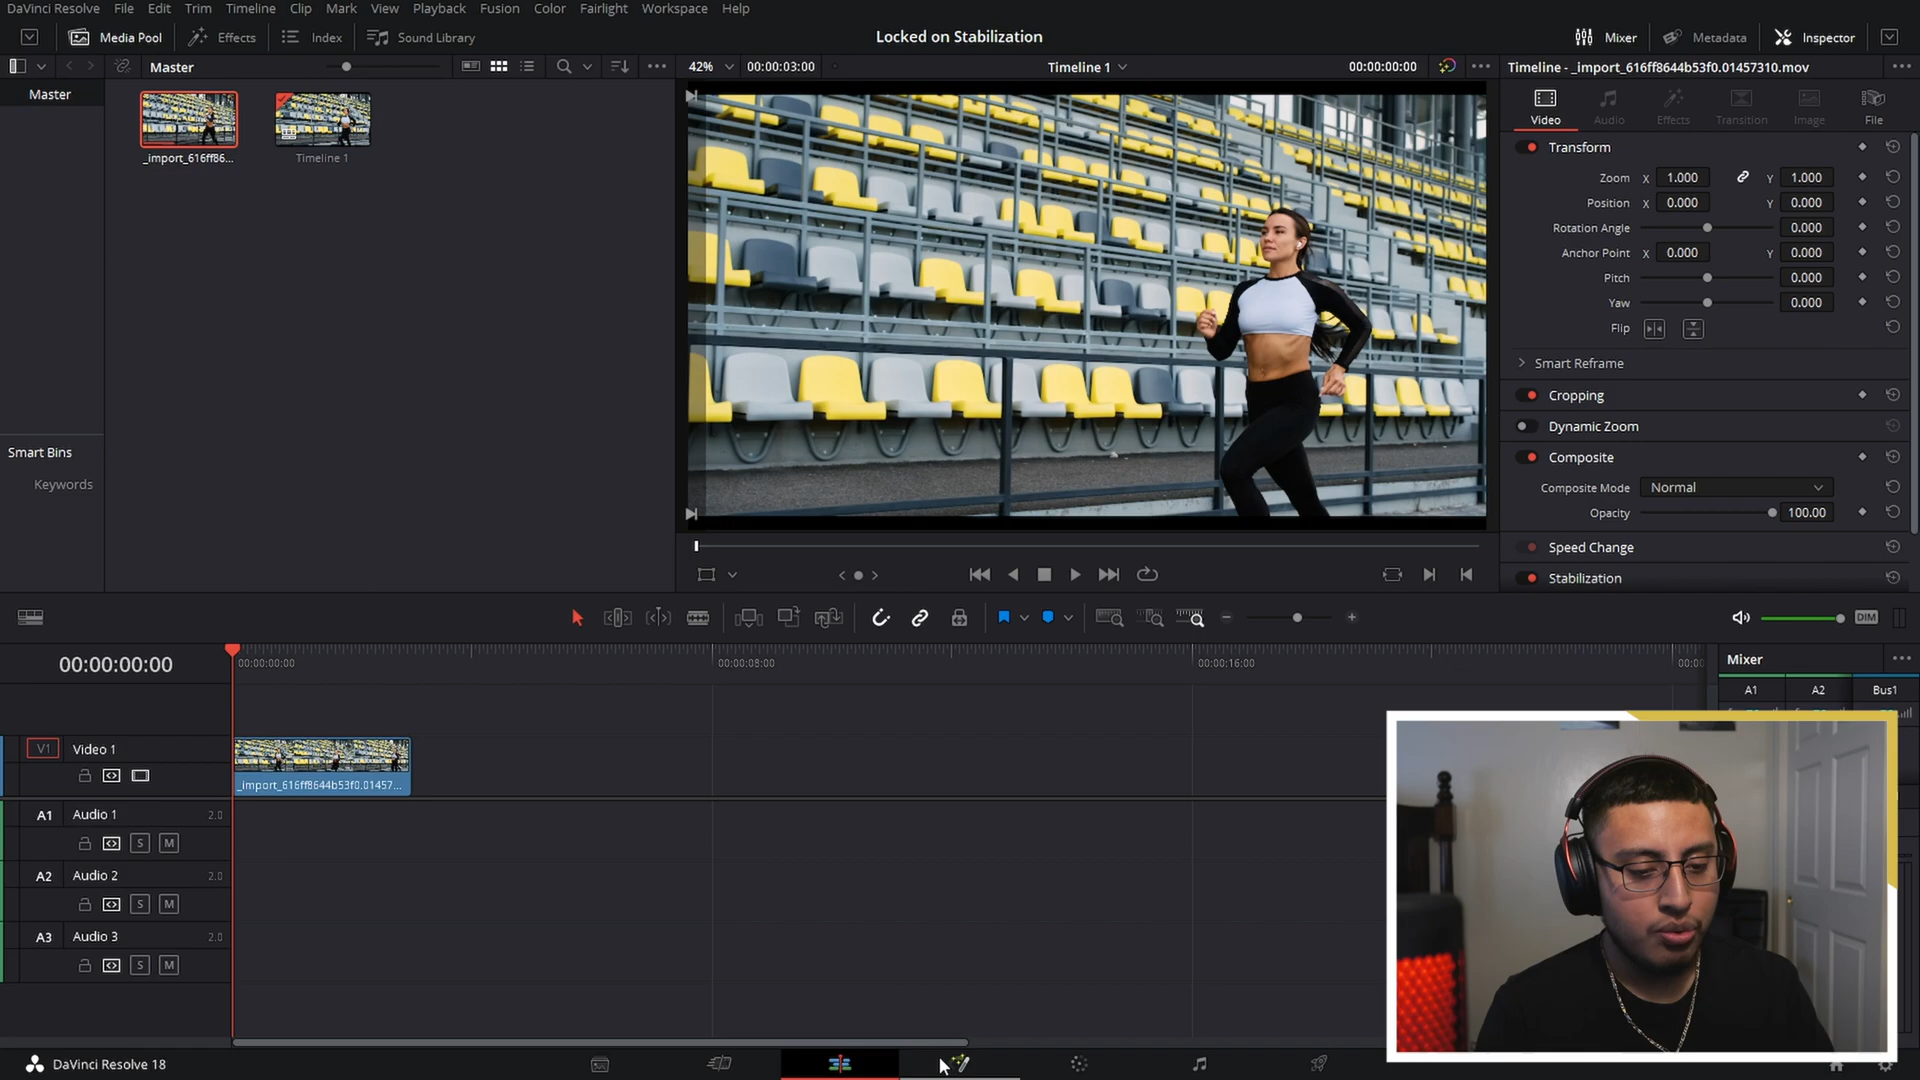 DaVinci Resolve File Edit Trim Timeline Clip Mark View Playback Fusion Color Fairlight Workspace Help
Media Pool Effects Index Sound Library
Locked on Stabilization
Mixer Metadata Inspector
Master
42% 00:00:03:00
Timeline 1
00:00:00:00
Timeline - _import_616ff8644b53f0.01457310.mov
Master
_import_616ff86...
Timeline 1
Smart Bins
Keywords
Video Audio Effects Transition Image File
Transform
Zoom X 1.000 Y 1.000
Position X 0.000 Y 0.000
Rotation Angle 0.000
Anchor Point X 0.000 Y 0.000
Pitch 0.000
Yaw 0.000
Flip
Smart Reframe
Cropping
Dynamic Zoom
Composite
Composite Mode Normal
Opacity 100.00
Speed Change
Stabilization
DIM
00:00:00:00
00:00:00:00 00:00:08:00 00:00:16:00 00:00
Mixer
A1 A2 Bus1
V1 Video 1
_import_616ff8644b53f0.01457...
A1 Audio 1 2.0
S M
A2 Audio 2 2.0
S M
A3 Audio 3 2.0
S M
DaVinci Resolve 18